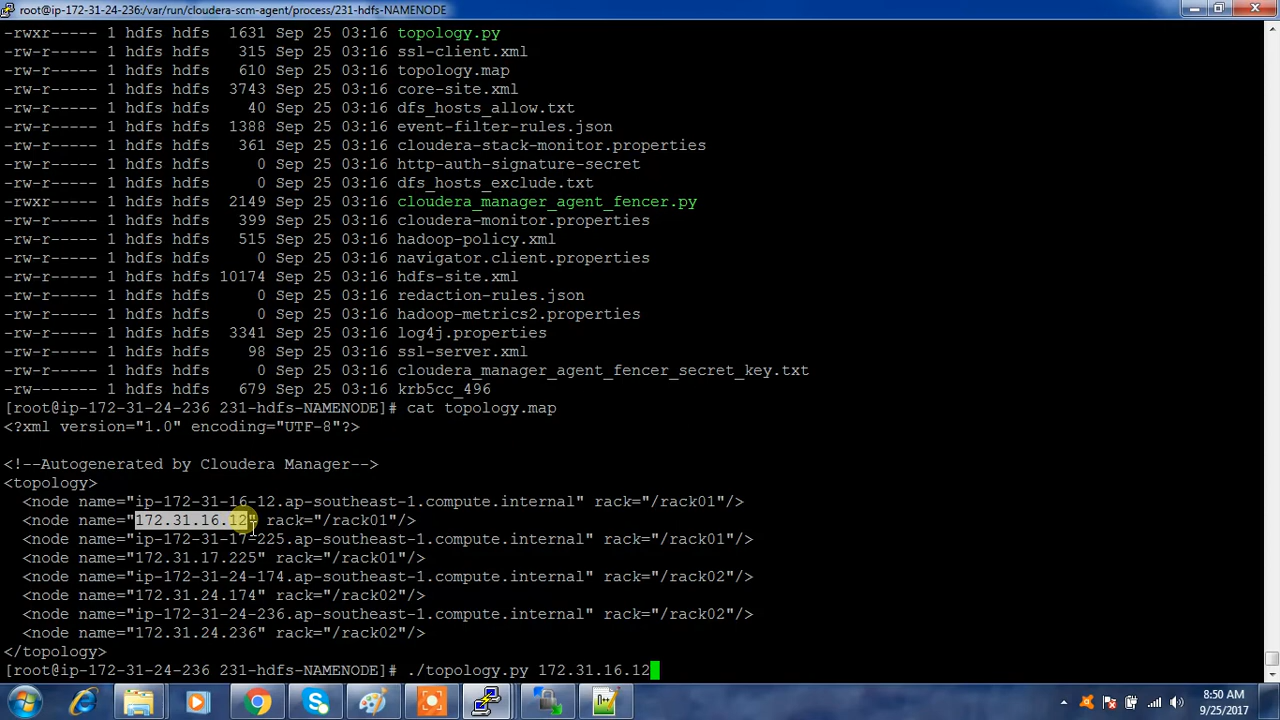 root@ip-172-31-24-236:/var/run/cloudera-scm-agent/process/231-hdfs-NAMENODE
-rwxr----- 1 hdfs hdfs  1631 Sep 25 03:16 topology.py
-rw-r----- 1 hdfs hdfs   315 Sep 25 03:16 ssl-client.xml
-rw-r----- 1 hdfs hdfs   610 Sep 25 03:16 topology.map
-rw-r----- 1 hdfs hdfs  3743 Sep 25 03:16 core-site.xml
-rw-r----- 1 hdfs hdfs    40 Sep 25 03:16 dfs_hosts_allow.txt
-rw-r----- 1 hdfs hdfs  1388 Sep 25 03:16 event-filter-rules.json
-rw-r----- 1 hdfs hdfs   361 Sep 25 03:16 cloudera-stack-monitor.properties
-rw-r----- 1 hdfs hdfs     0 Sep 25 03:16 http-auth-signature-secret
-rw-r----- 1 hdfs hdfs     0 Sep 25 03:16 dfs_hosts_exclude.txt
-rwxr----- 1 hdfs hdfs  2149 Sep 25 03:16 cloudera_manager_agent_fencer.py
-rw-r----- 1 hdfs hdfs   399 Sep 25 03:16 cloudera-monitor.properties
-rw-r----- 1 hdfs hdfs   515 Sep 25 03:16 hadoop-policy.xml
-rw-r----- 1 hdfs hdfs     0 Sep 25 03:16 navigator.client.properties
-rw-r----- 1 hdfs hdfs 10174 Sep 25 03:16 hdfs-site.xml
-rw-r----- 1 hdfs hdfs     0 Sep 25 03:16 redaction-rules.json
-rw-r----- 1 hdfs hdfs     0 Sep 25 03:16 hadoop-metrics2.properties
-rw-r----- 1 hdfs hdfs  3341 Sep 25 03:16 log4j.properties
-rw-r----- 1 hdfs hdfs    98 Sep 25 03:16 ssl-server.xml
-rw-r----- 1 hdfs hdfs     0 Sep 25 03:16 cloudera_manager_agent_fencer_secret_key.txt
-rw------- 1 hdfs hdfs   679 Sep 25 03:16 krb5cc_496
[root@ip-172-31-24-236 231-hdfs-NAMENODE]# cat topology.map
<?xml version="1.0" encoding="UTF-8"?>
<!--Autogenerated by Cloudera Manager-->
<topology>
  <node name="ip-172-31-16-12.ap-southeast-1.compute.internal" rack="/rack01"/>
  <node name="172.31.16.12" rack="/rack01"/>
  <node name="ip-172-31-17-225.ap-southeast-1.compute.internal" rack="/rack01"/>
  <node name="172.31.17.225" rack="/rack01"/>
  <node name="ip-172-31-24-174.ap-southeast-1.compute.internal" rack="/rack02"/>
  <node name="172.31.24.174" rack="/rack02"/>
  <node name="ip-172-31-24-236.ap-southeast-1.compute.internal" rack="/rack02"/>
  <node name="172.31.24.236" rack="/rack02"/>
</topology>
[root@ip-172-31-24-236 231-hdfs-NAMENODE]# ./topology.py 172.31.16.12
8:50 AM
9/25/2017